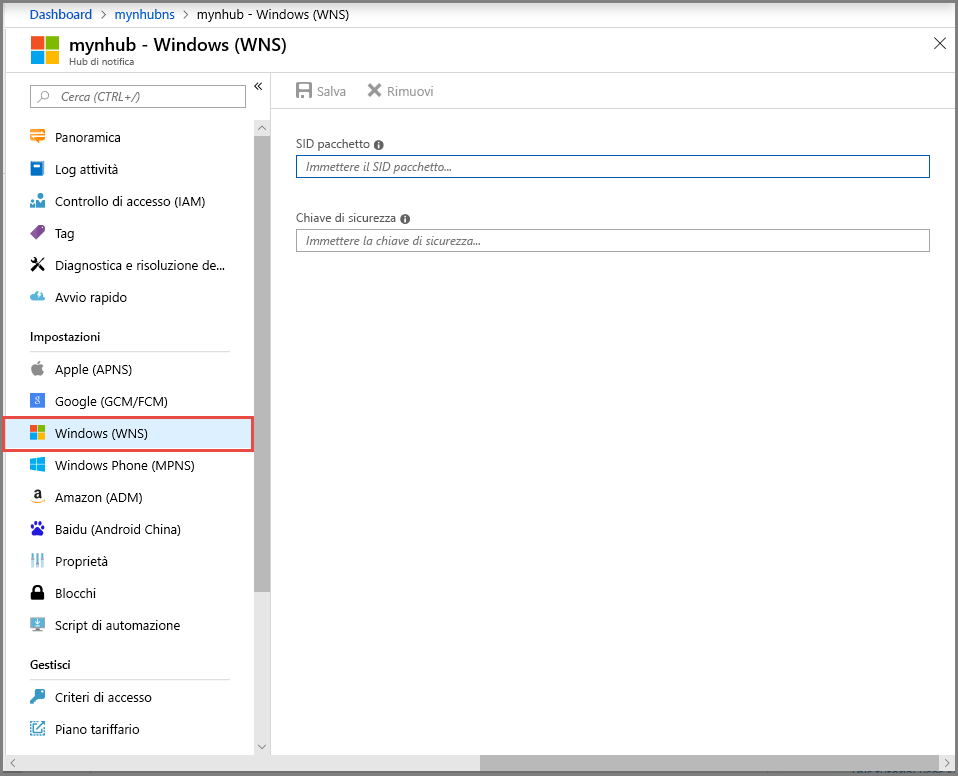 Dashboard > mynhubns > mynhub - Windows (WNS)
mynhub - Windows (WNS)
Hub di notifica
Cerca (CTRL+/)
«
Salva
Rimuovi
Panoramica
Log attività
Controllo di accesso (IAM)
Tag
Diagnostica e risoluzione de...
Avvio rapido
Impostazioni
Apple (APNS)
Google (GCM/FCM)
Windows (WNS)
Windows Phone (MPNS)
Amazon (ADM)
Baidu (Android China)
Proprietà
Blocchi
Script di automazione
Gestisci
Criteri di accesso
Piano tariffario
SID pacchetto
Immettere il SID pacchetto...
Chiave di sicurezza
Immettere la chiave di sicurezza...